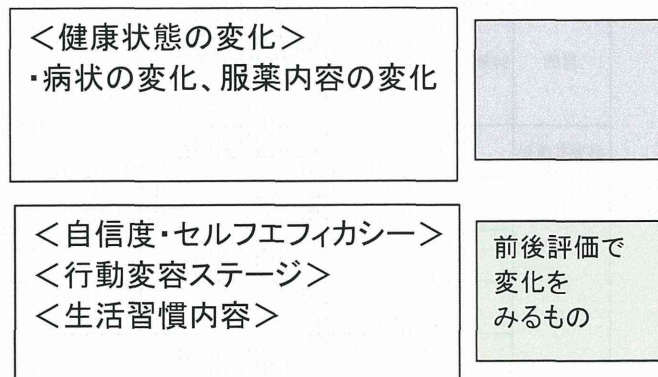 ＜健康状態の変化＞
・病状の変化、服薬内容の変化
＜自信度・セルフエフィカシー＞
＜行動変容ステージ＞
＜生活習慣内容＞
前後評価で
変化を
みるもの